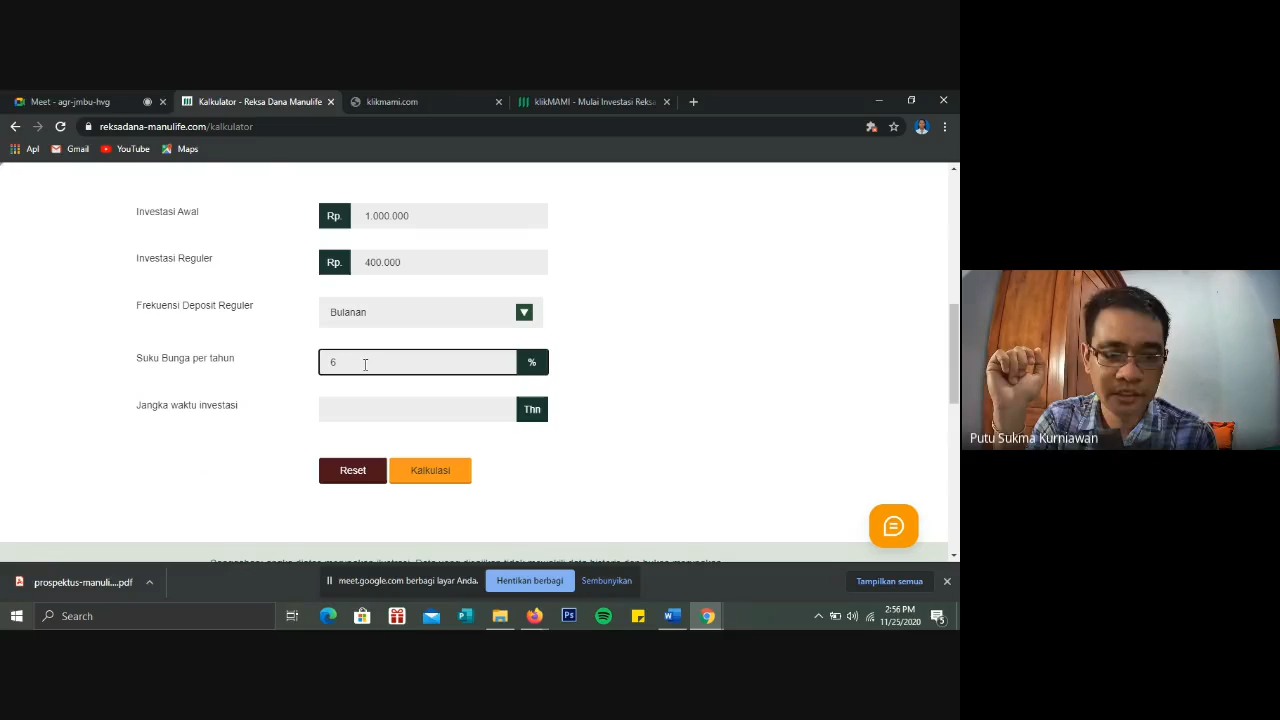 Meet - agr-jmbu-hvg
Kalkulator - Reksa Dana Manulife
klikmami.com
klikMAMI - Mulai Investasi Reksa
reksadana-manulife.com/kalkulator
Apl
Gmail
YouTube
Maps
Investasi Awal
Rp.
1.000.000
Investasi Reguler
Rp.
400.000
Frekuensi Deposit Reguler
Bulanan
Suku Bunga per tahun
6
%
Jangka waktu investasi
Thn
Reset
Kalkulasi
Putu Sukma Kurniawan
prospektus-manuli....pdf
meet.google.com berbagi layar Anda.
Hentikan berbagi
Sembunyikan
Tampilkan semua
Search
2:56 PM
11/25/2020
5